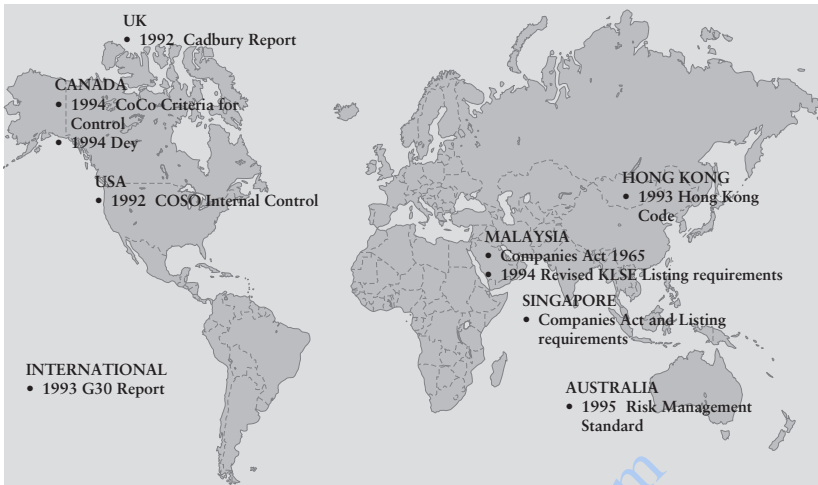 UK
• 1992 Cadbury Report
CANADA
• 1994 CoCo Criteria for
Control
• 1994 Dey
USA
• 1992 COSO Internal Control
HONG KONG
• 1993 Hong Kong
Code
MALAYSIA
• Companies Act 1965
• 1994 Revised KLSE Listing requirements
SINGAPORE
• Companies Act and Listing
requirements
INTERNATIONAL
• 1993 G30 Report
AUSTRALIA
• 1995 Risk Management
Standard
om